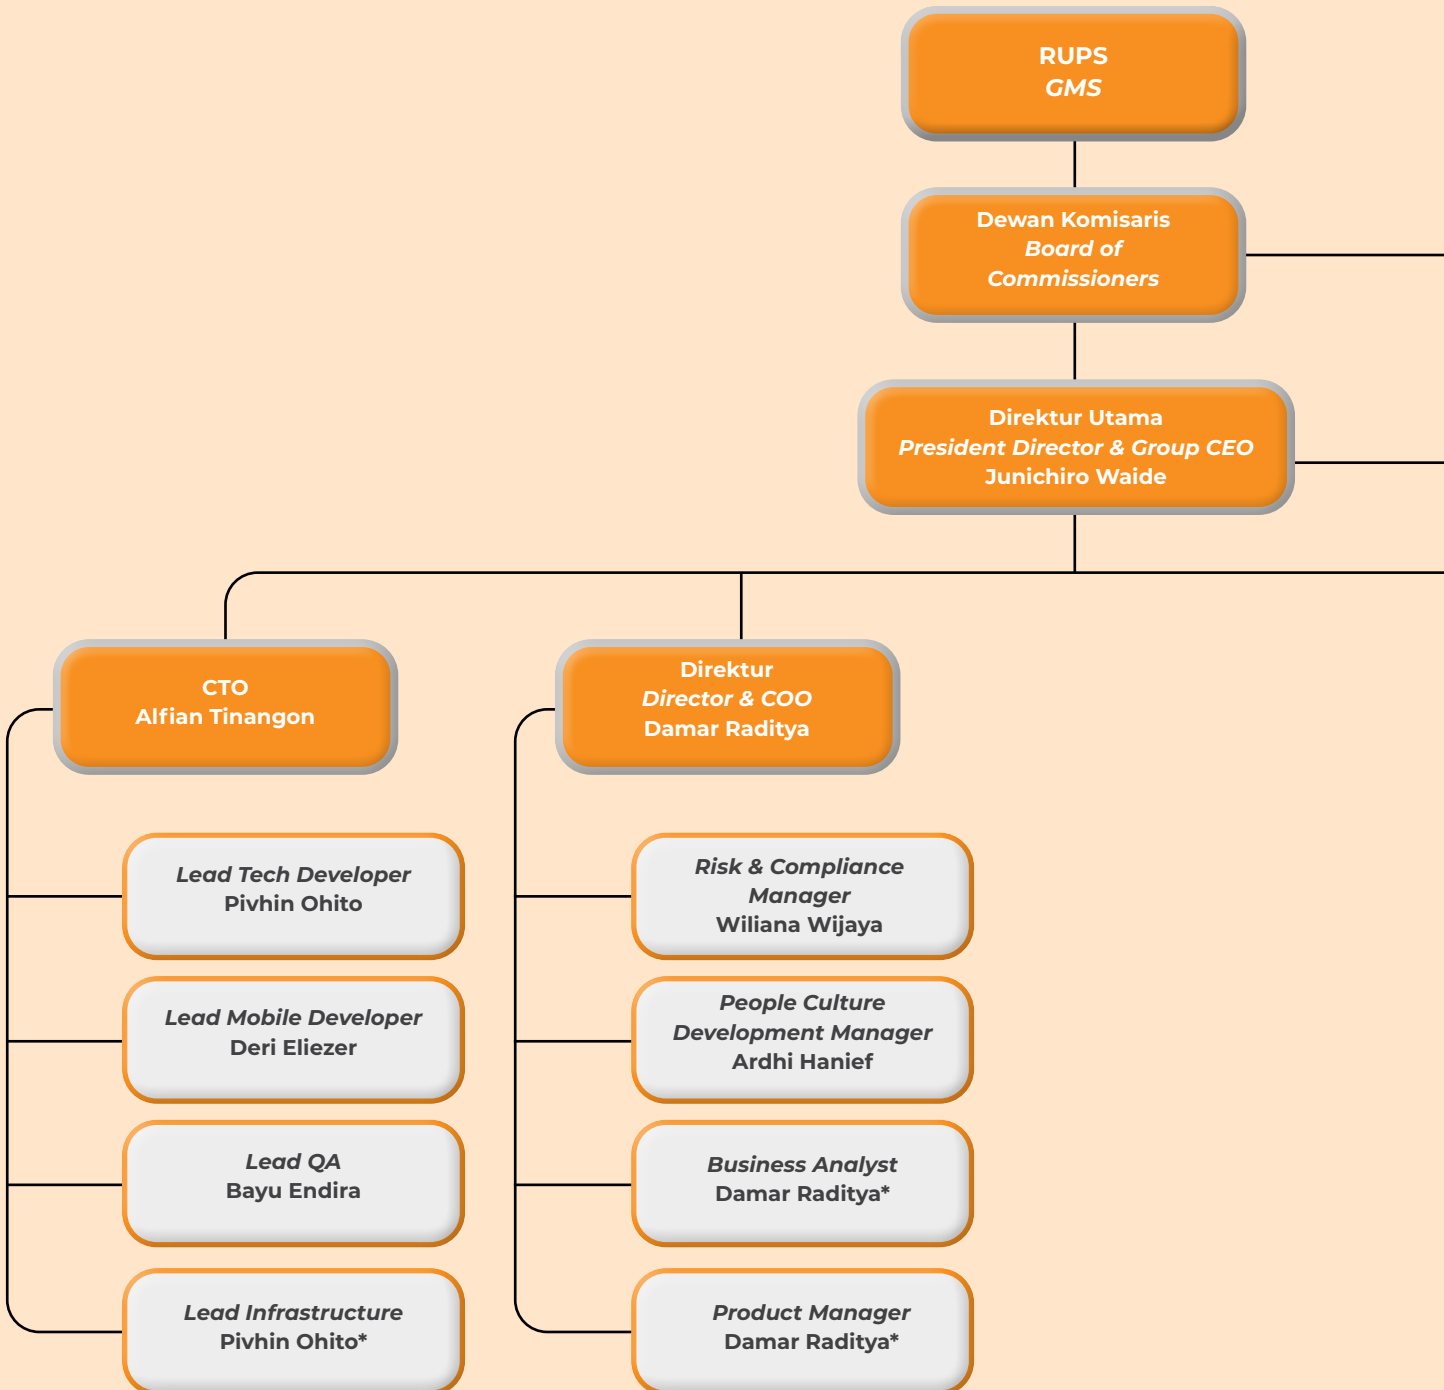 RUPS
GMS
Dewan Komisaris
Board of
Commissioners
Direktur Utama
President Director & Group CEO
Junichiro Waide
CTO
Alfian Tinangon
Direktur
Director & COO
Damar Raditya
Lead Tech Developer
Pivhin Ohito
Lead Mobile Developer
Deri Eliezer
Lead QA
Bayu Endira
Lead Infrastructure
Pivhin Ohito*
Risk & Compliance
Manager
Wiliana Wijaya
People Culture
Development Manager
Ardhi Hanief
Business Analyst
Damar Raditya*
Product Manager
Damar Raditya*